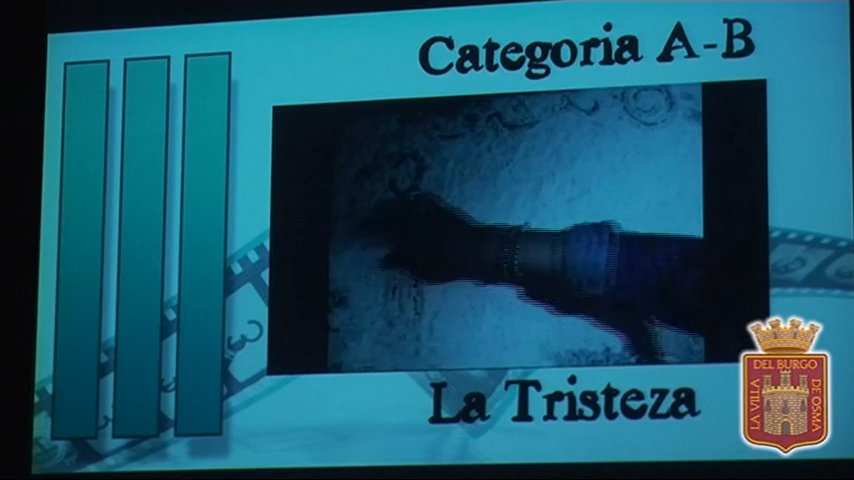 Categoria A-B
La Tristeza
LA VILLA
DEL BURGO
DE OSMA